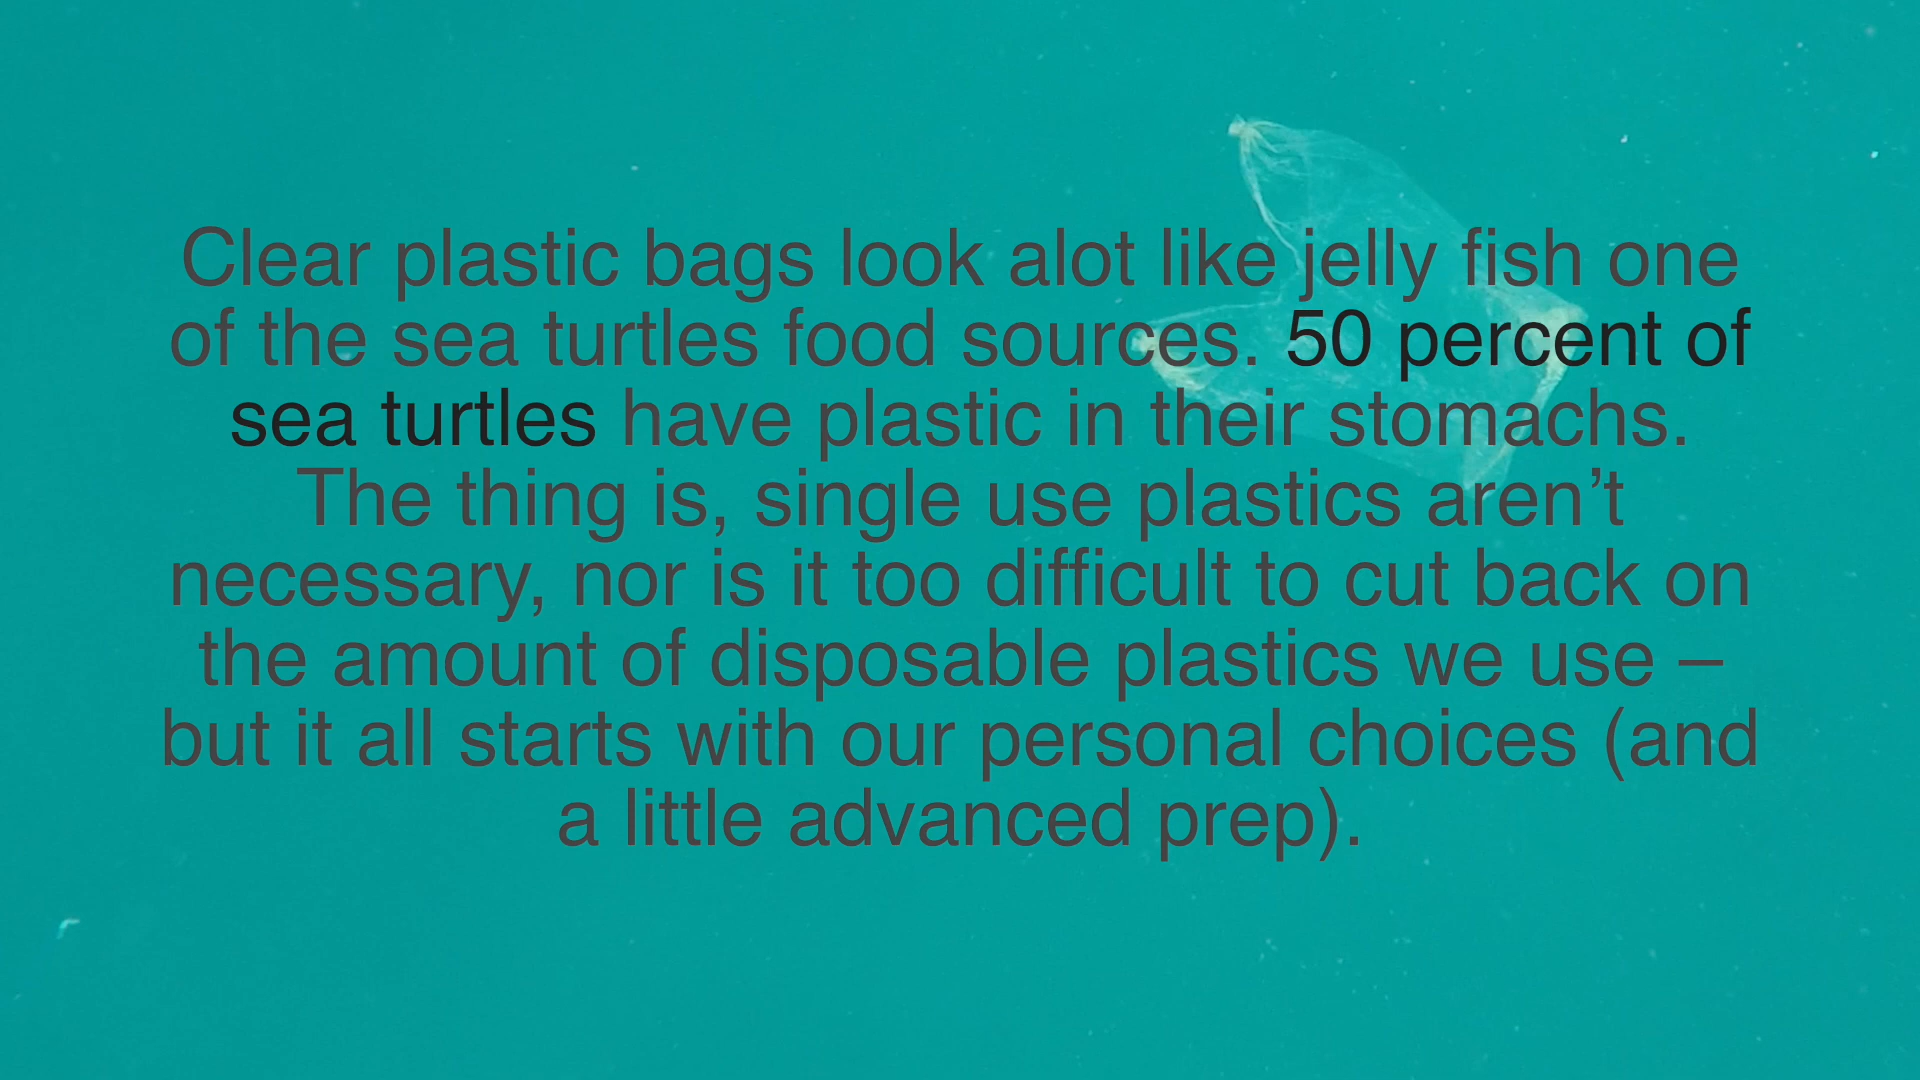 Clear plastic bags look alot like jelly fish one
of the sea turtles food sources. 50 percent of
sea turtles have plastic in their stomachs.
The thing is, single use plastics aren’t
necessary, nor is it too difficult to cut back on
the amount of disposable plastics we use –
but it all starts with our personal choices (and
a little advanced prep).